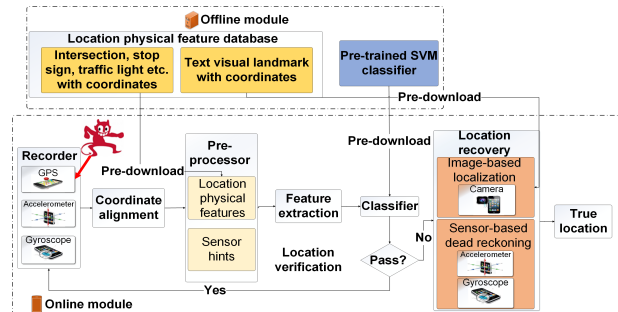 Offline module
Location physical feature database
Intersection, stop
sign, traffic light etc.
with coordinates
Text visual landmark
with coordinates
Pre-trained SVM
classifier
Pre-download
Pre-download
Pre-download
Recorder
GPS
Accelerometer
Gyroscope
Coordinate
alignment
Pre-
processor
Location
physical
features
Sensor
hints
Feature
extraction
Classifier
Location
verification
Pass?
No
Yes
Location
recovery
Image-based
localization
Camera
Sensor-based
dead reckoning
Accelerometer
Gyroscope
True
location
Online module